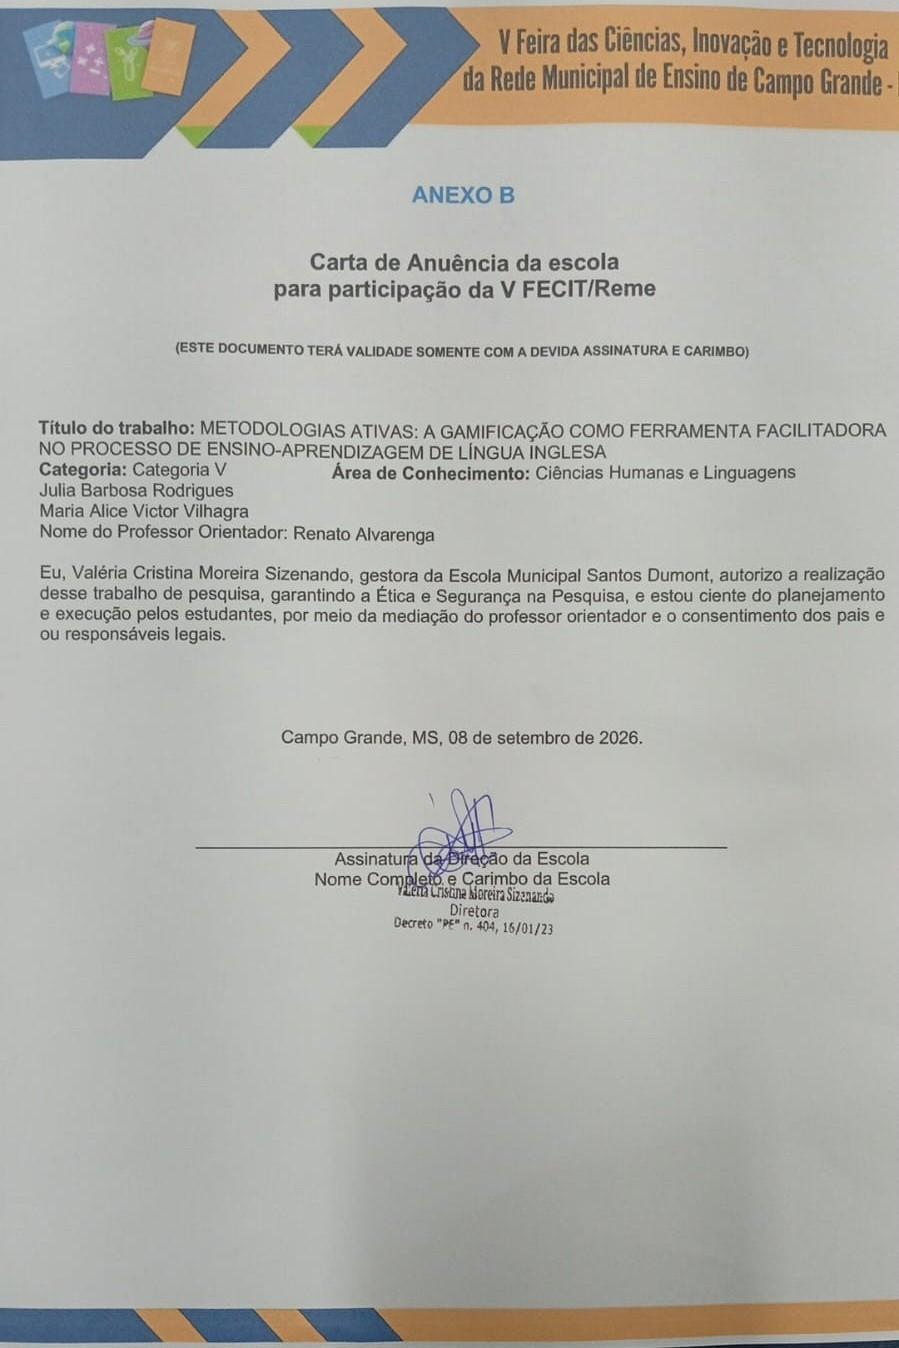 V Feira das Ciências, Inovação e Tecnologia
da Rede Municipal de Ensino de Campo Grande -
ANEXO B
Carta de Anuência da escola
para participação da V FECIT/Reme
(ESTE DOCUMENTO TERÁ VALIDADE SOMENTE COM A DEVIDA ASSINATURA E CARIMBO)
Título do trabalho: METODOLOGIAS ATIVAS: A GAMIFICAÇÃO COMO FERRAMENTA FACILITADORA
NO PROCESSO DE ENSINO-APRENDIZAGEM DE LÍNGUA INGLESA
Categoria: Categoria V Área de Conhecimento: Ciências Humanas e Linguagens
Julia Barbosa Rodrigues
Maria Alice Victor Vilhagra
Nome do Professor Orientador: Renato Alvarenga
Eu, Valéria Cristina Moreira Sizenando, gestora da Escola Municipal Santos Dumont, autorizo a realização
desse trabalho de pesquisa, garantindo a Ética e Segurança na Pesquisa, e estou ciente do planejamento
e execução pelos estudantes, por meio da mediação do professor orientador e o consentimento dos pais e
ou responsáveis legais.
Campo Grande, MS, 08 de setembro de 2026.
Assinatura da Direção da Escola
Nome Completo e Carimbo da Escola
Valéria Cristina Moreira Sizenando
Diretora
Decreto "PE" n. 404, 16/01/23